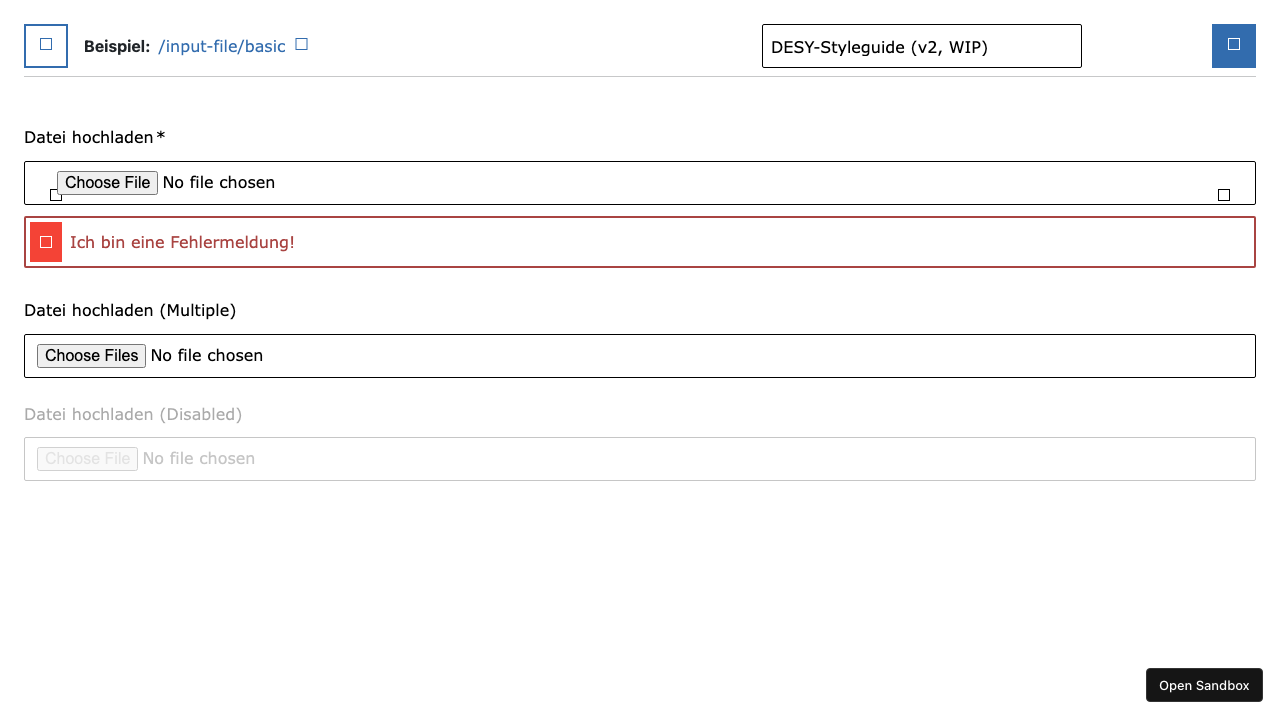 Beispiel: /input-file/basic
DESY-Styleguide (v2, WIP)
Datei hochladen*
Choose File No file chosen
Ich bin eine Fehlermeldung!
Datei hochladen (Multiple)
Choose Files No file chosen
Datei hochladen (Disabled)
Choose File No file chosen
Open Sandbox